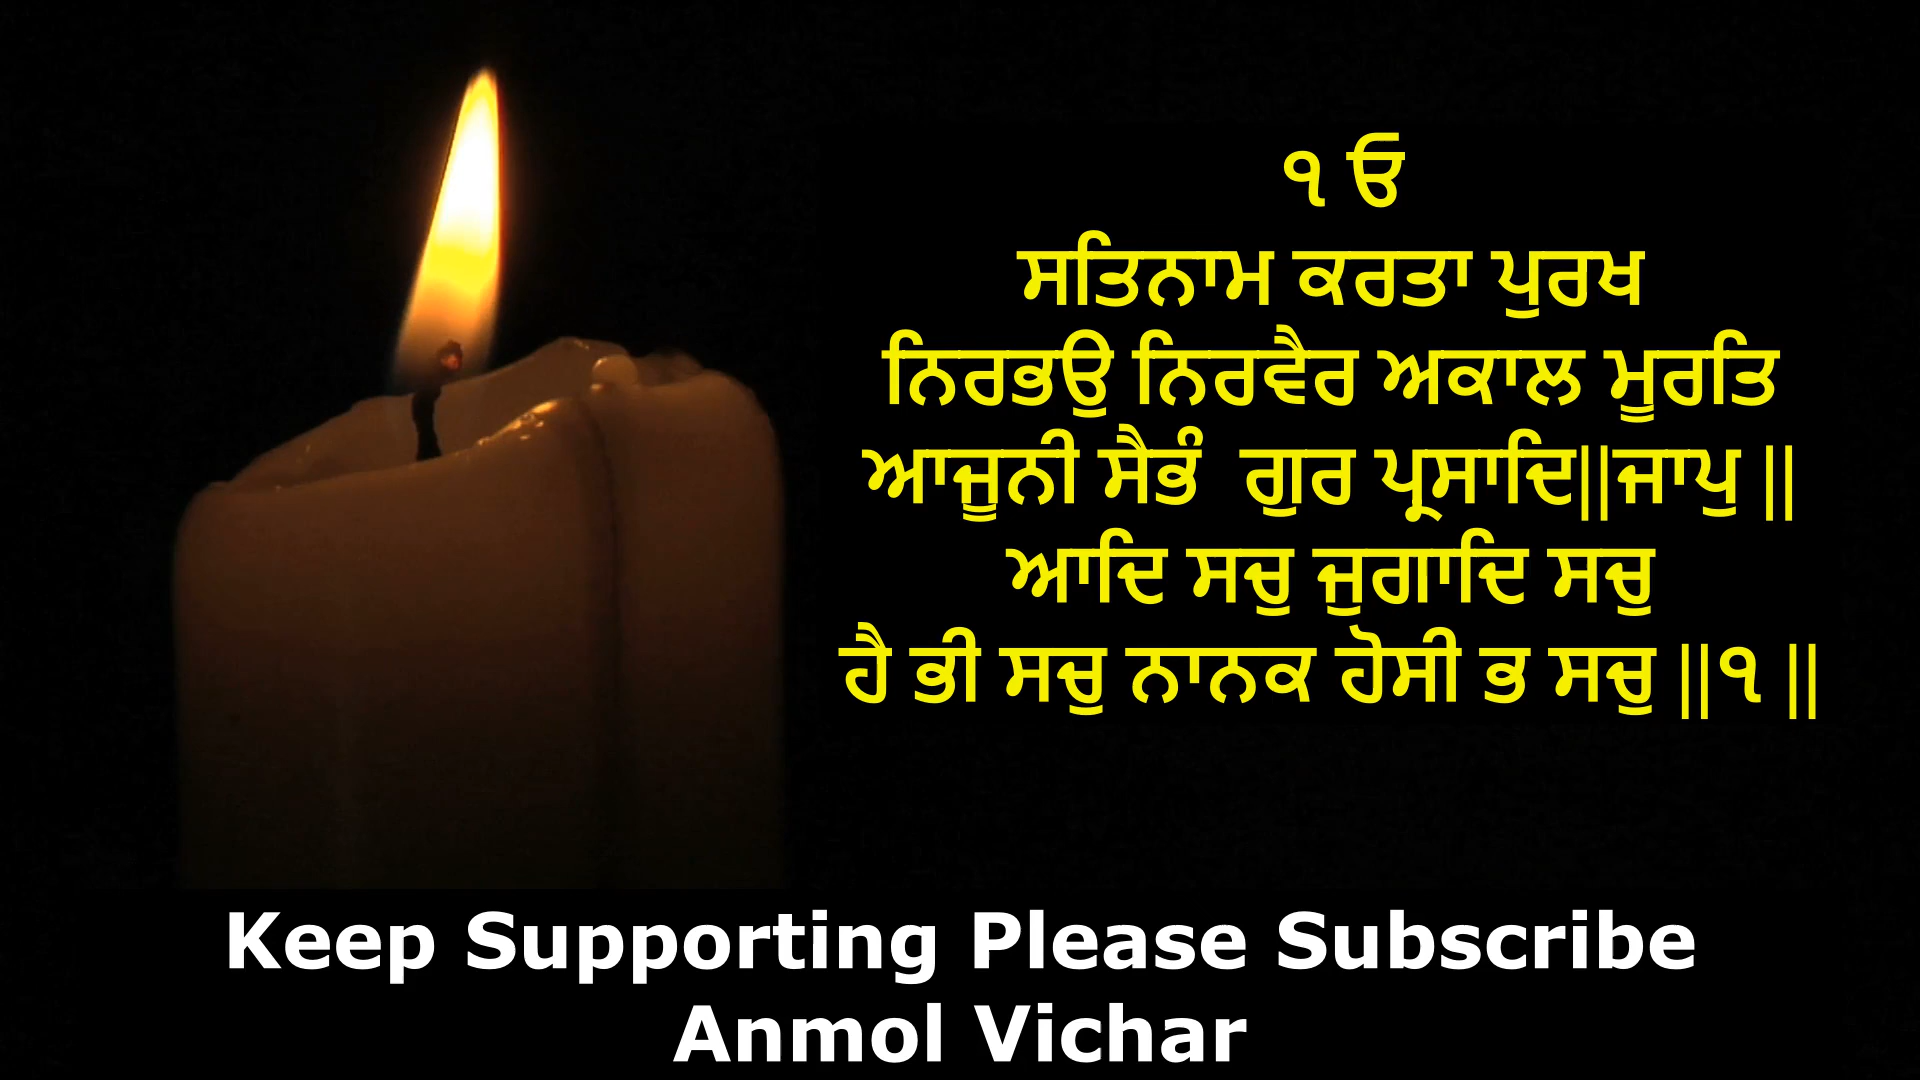 ੧ ਓ
ਸਤਿਨਾਮ ਕਰਤਾ ਪੁਰਖ
ਨਿਰਭਉ ਨਿਰਵੈਰ ਅਕਾਲ ਮੂਰਤਿ
ਆਜੂਨੀ ਸੈਭੰ ਗੁਰ ਪ੍ਰਸਾਦਿ||ਜਾਪੁ ||
ਆਦਿ ਸਚੁ ਜੁਗਾਦਿ ਸਚੁ
ਹੈ ਭੀ ਸਚੁ ਨਾਨਕ ਹੋਸੀ ਭ ਸਚੁ ||੧ ||
Keep Supporting Please Subscribe
Anmol Vichar